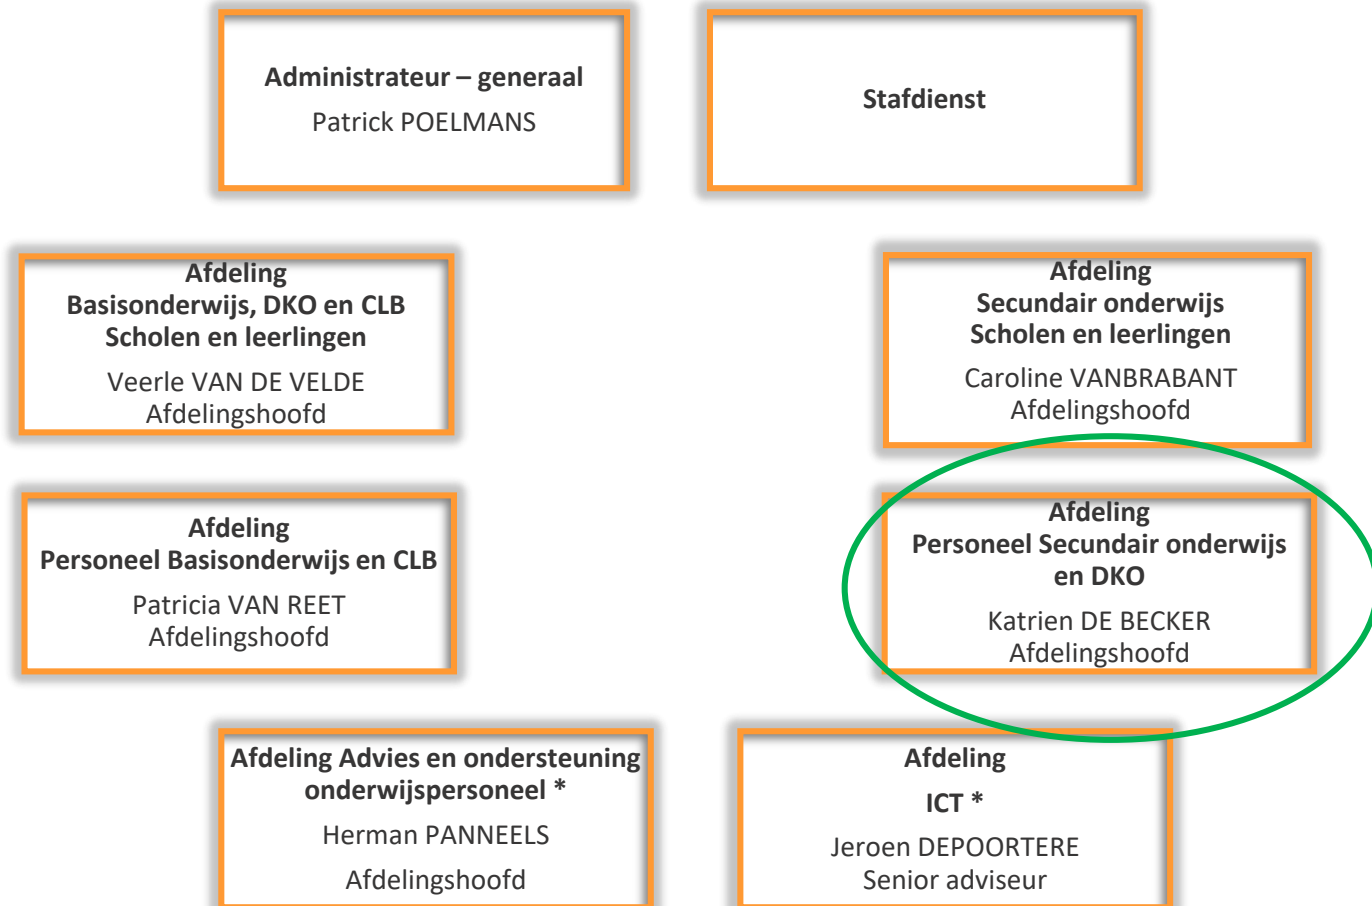 Administrateur – generaal
Patrick POELMANS
Stafdienst
Afdeling
Basisonderwijs, DKO en CLB
Scholen en leerlingen
Veerle VAN DE VELDE
Afdelingshoofd
Afdeling
Secundair onderwijs
Scholen en leerlingen
Caroline VANBRABANT
Afdelingshoofd
Afdeling
Personeel Basisonderwijs en CLB
Patricia VAN REET
Afdelingshoofd
Afdeling
Personeel Secundair onderwijs
en DKO
Katrien DE BECKER
Afdelingshoofd
Afdeling Advies en ondersteuning
onderwijspersoneel *
Herman PANNEELS
Afdelingshoofd
Afdeling
ICT *
Jeroen DEPOORTERE
Senior adviseur